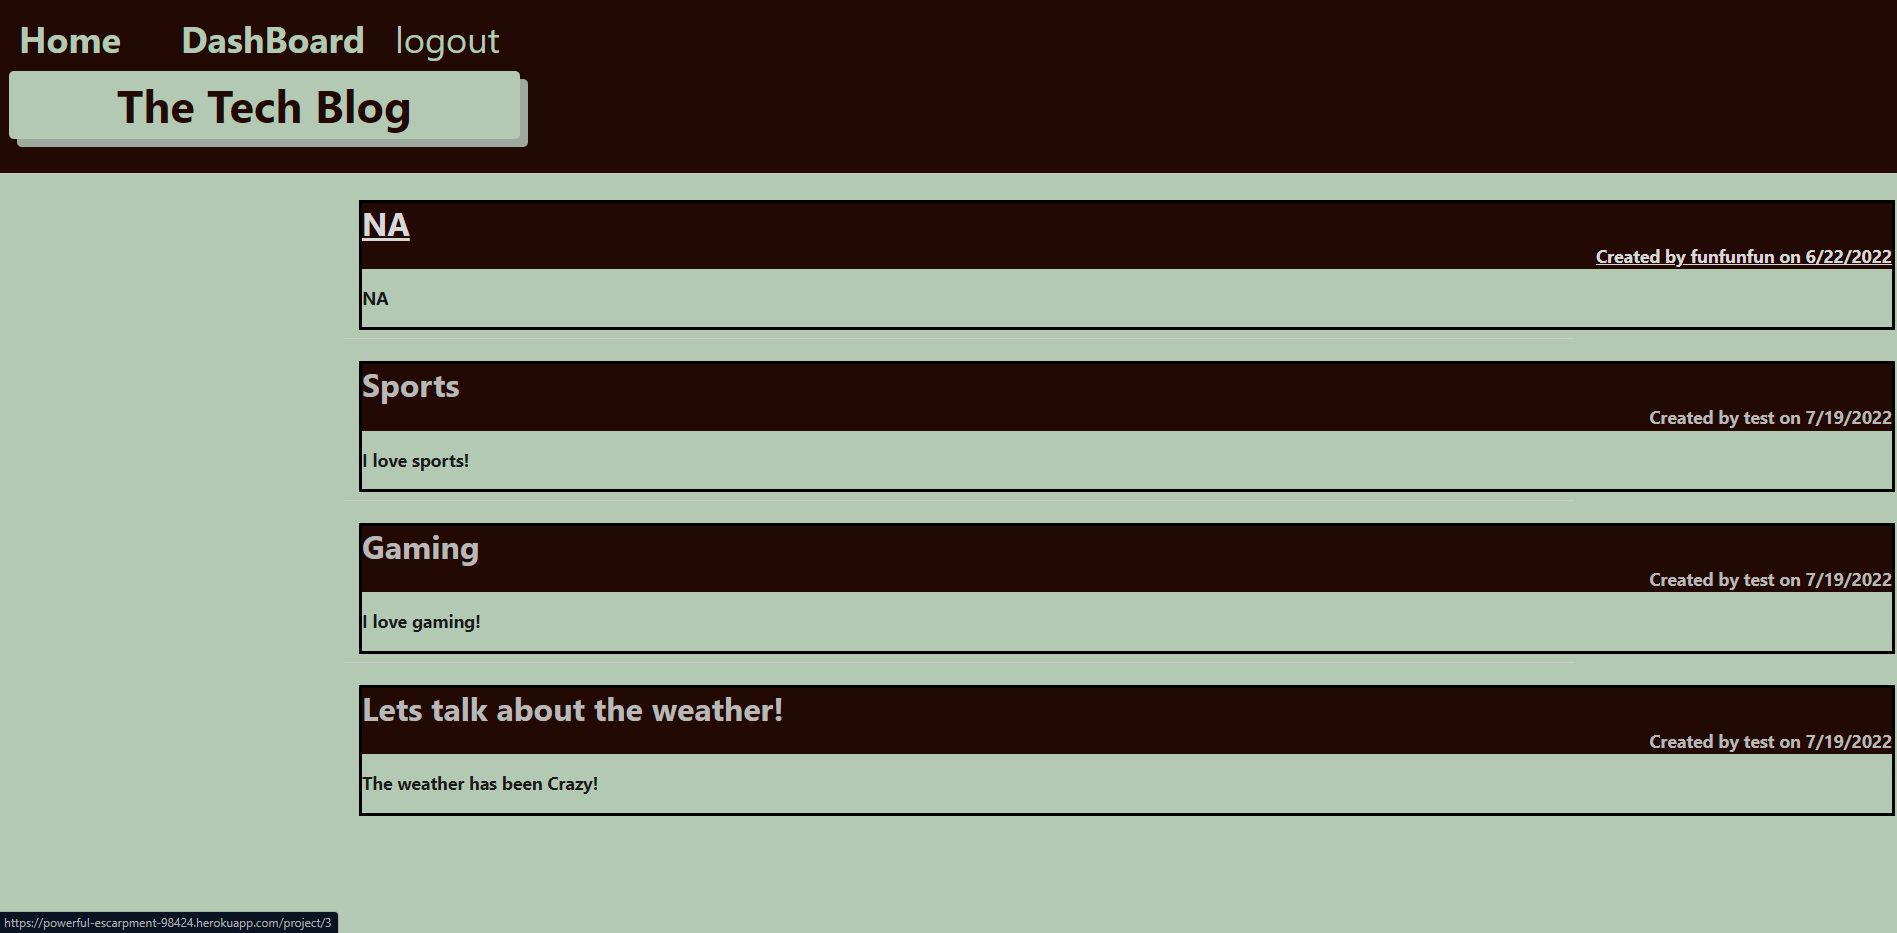 Home DashBoard logout
The Tech Blog
NA
Created by funfunfun on 6/22/2022
NA
Sports
Created by test on 7/19/2022
I love sports!
Gaming
Created by test on 7/19/2022
I love gaming!
Lets talk about the weather!
Created by test on 7/19/2022
The weather has been Crazy!
https://powerful-escarpment-98424.herokuapp.com/project/3